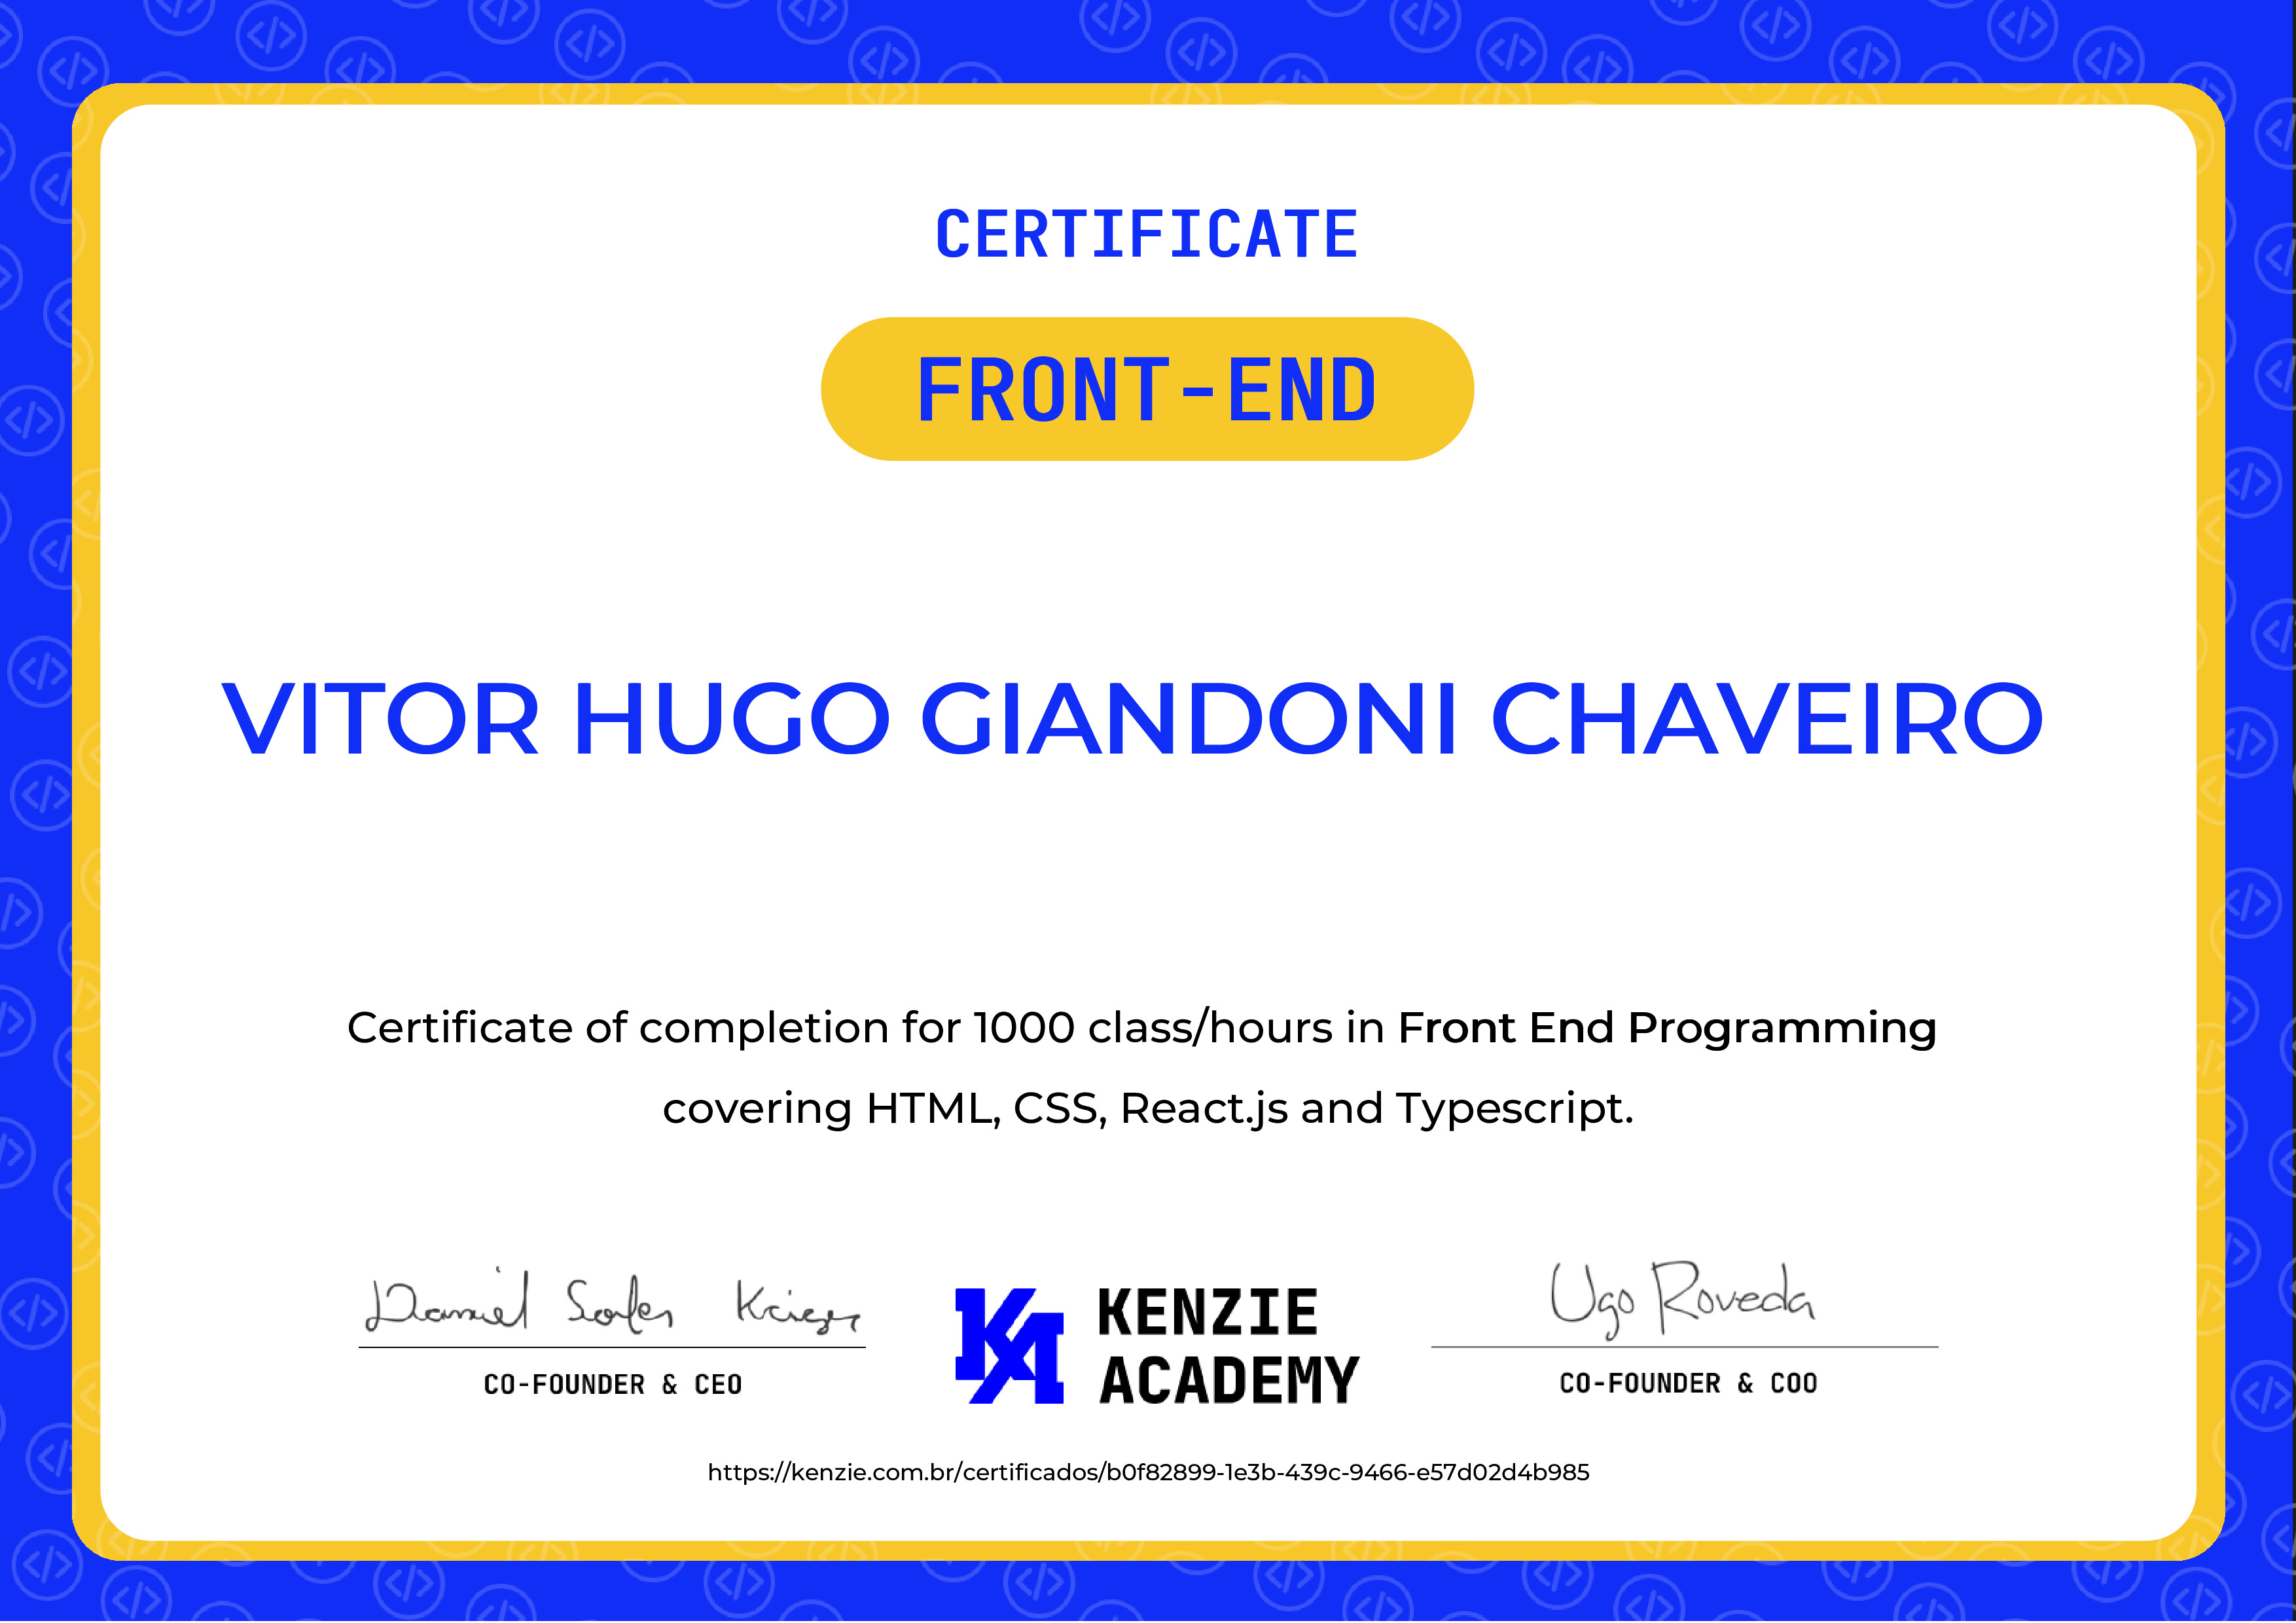 CERTIFICATE
FRONT-END
VITOR HUGO GIANDONI CHAVEIRO
Certificate of completion for 1000 class/hours in Front End Programming
covering HTML, CSS, React.js and Typescript.
Daniel Kriger
Ugo Roveda
CO-FOUNDER & CEO
KENZIE
ACADEMY
CO-FOUNDER & COO
https://kenzie.com.br/certificados/b0f82899-1e3b-439c-9466-e57d02d4b985